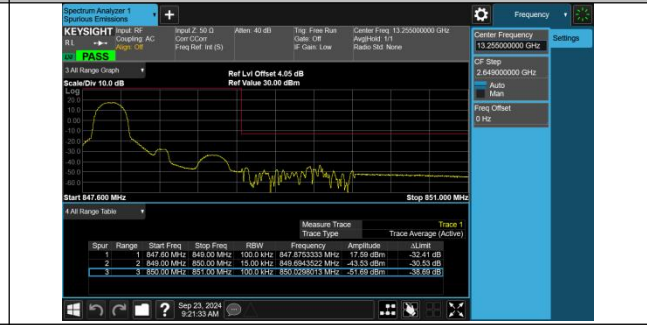 Spectrum Analyzer 1
Spurious Emissions
Frequency
KEYSIGHT Input: RF
RL
Coupling: AC
Align: Off
Input Z: 50 Ω
Corr CCorr
Freq Ref: Int (S)
Atten: 40 dB
Trig: Free Run
Gate: Off
IF Gain: Low
Center Freq: 13.255000000 GHz
Avg|Hold: 1/1
Radio Std: None
PASS
Center Frequency
13.255000000 GHz
Settings
CF Step
2.649000000 GHz
Auto
Man
Freq Offset
0 Hz
3 All Range Graph
Scale/Div 10.0 dB
Ref Lvl Offset 4.05 dB
Ref Value 30.00 dBm
Log
20.0
10.0
0.00
-10.0
-20.0
-30.0
-40.0
-50.0
-60.0
Start 847.600 MHz
Stop 851.000 MHz
4 All Range Table
Measure Trace Trace 1
Trace Type Trace Average (Active)
Spur Range Start Freq Stop Freq RBW Frequency Amplitude ΔLimit
1 1 847.60 MHz 849.00 MHz 100.0 kHz 847.8753333 MHz 17.59 dBm -32.41 dB
2 2 849.00 MHz 850.00 MHz 15.00 kHz 849.6943522 MHz -43.53 dBm -30.53 dB
3 3 850.00 MHz 851.00 MHz 100.0 kHz 850.0298013 MHz -51.69 dBm -38.69 dB
Sep 23, 2024
9:21:33 AM